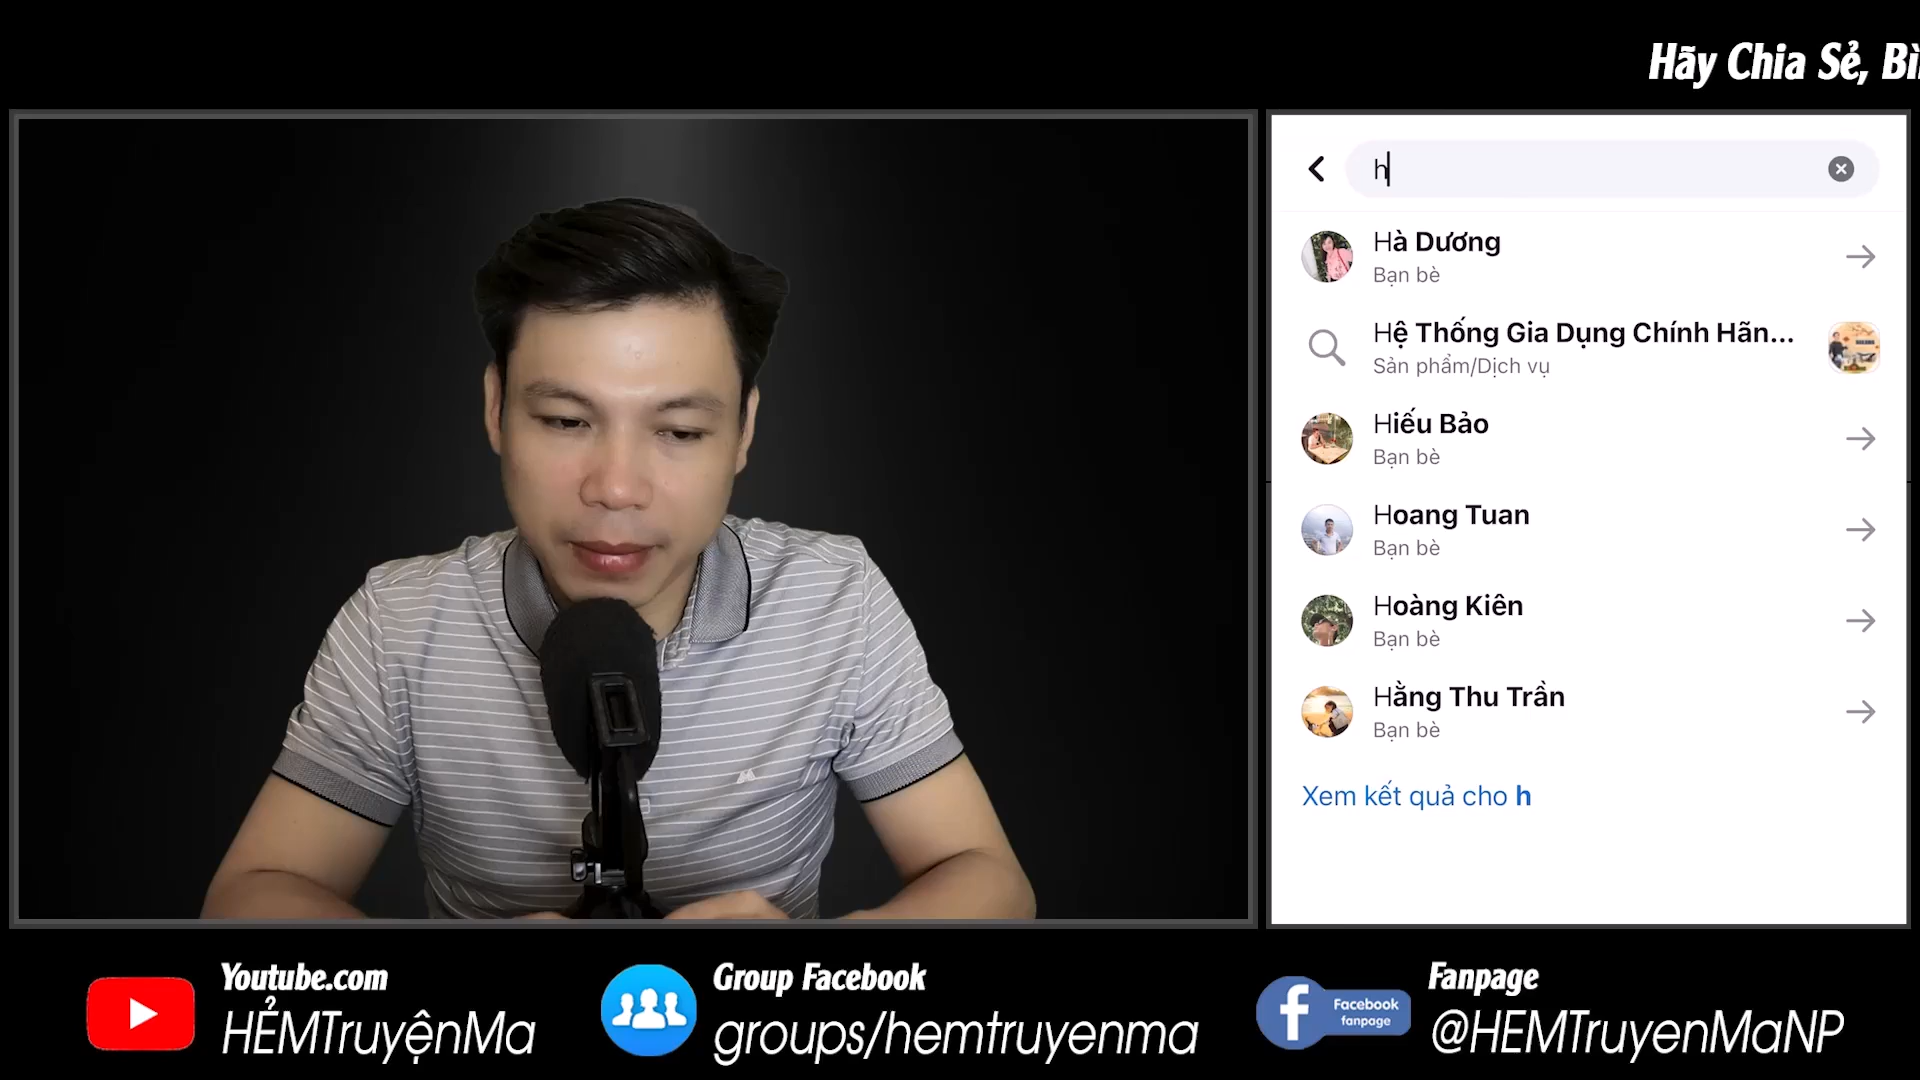 Hãy Chia Sẻ, Bì
h
Hà Dương
Bạn bè
Hệ Thống Gia Dụng Chính Hãn...
Sản phẩm/Dịch vụ
Hiếu Bảo
Bạn bè
Hoang Tuan
Bạn bè
Hoàng Kiên
Bạn bè
Hằng Thu Trần
Bạn bè
Xem kết quả cho h
Youtube.com
HẺMTruyệnMa
Group Facebook
groups/hemtruyenma
Facebook
fanpage
Fanpage
@HEMTruyenMaNP